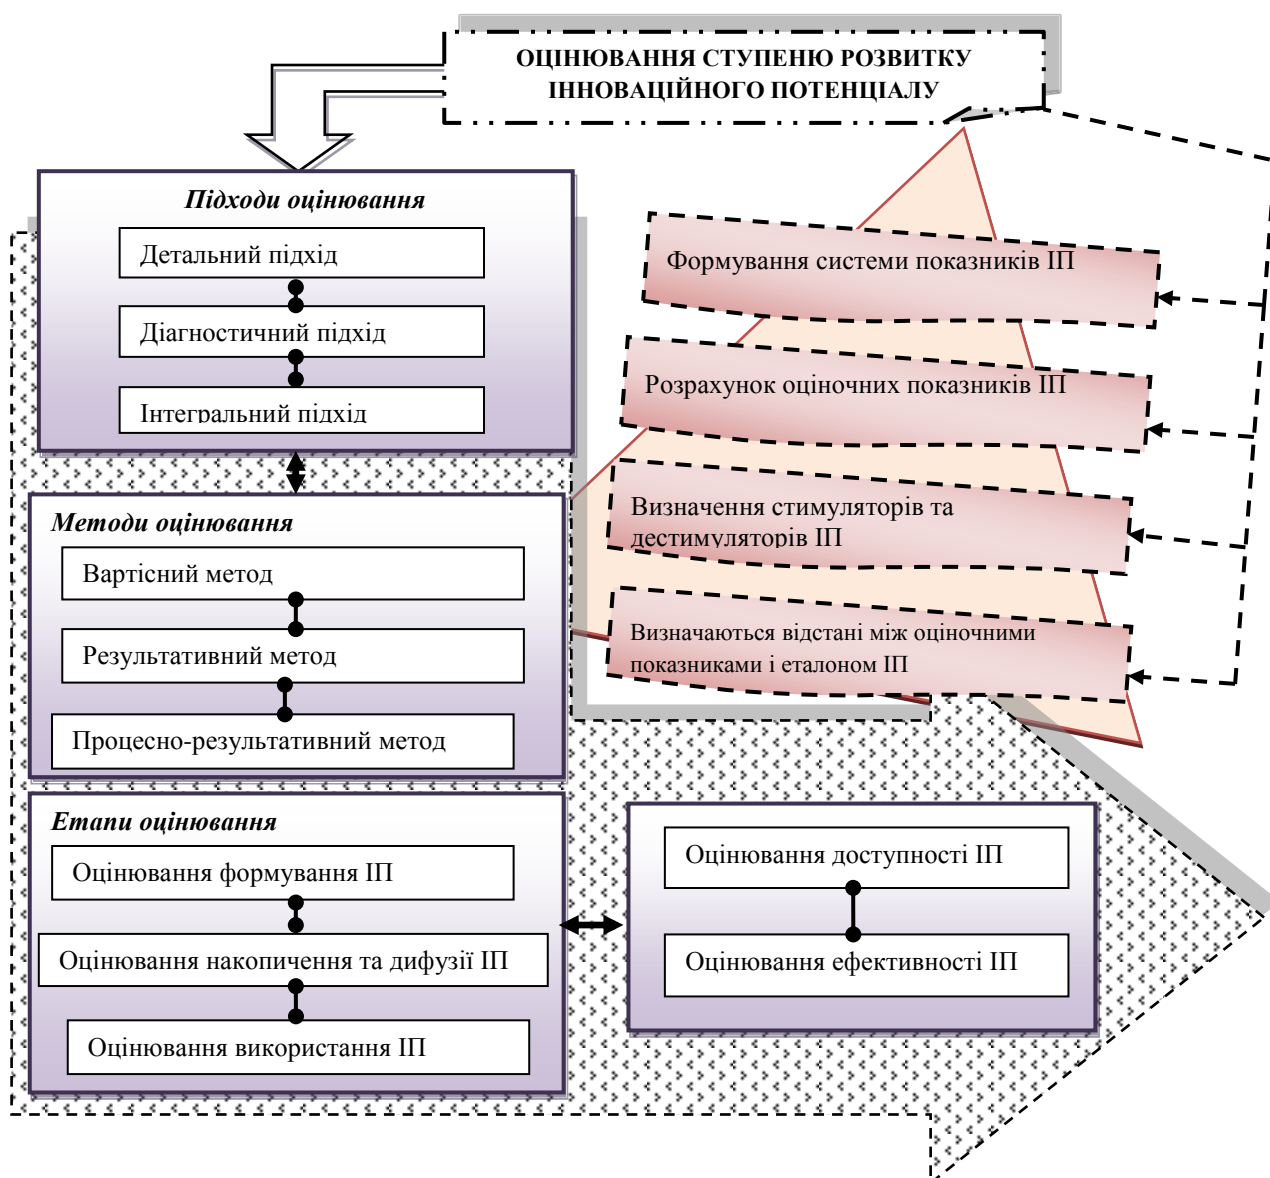 ОЦІНЮВАННЯ СТУПЕНЮ РОЗВИТКУ
ІННОВАЦІЙНОГО ПОТЕНЦІАЛУ
Підходи оцінювання
Детальний підхід
Діагностичний підхід
Інтегральний підхід
Методи оцінювання
Вартісний метод
Результативний метод
Процесно-результативний метод
Етапи оцінювання
Оцінювання формування ІП
Оцінювання накопичення та дифузії ІП
Оцінювання використання ІП
Оцінювання доступності ІП
Оцінювання ефективності ІП
Формування системи показників ІП
Розрахунок оціночних показників ІП
Визначення стимуляторів та
дестимуляторів ІП
Визначаються відстані між оціночними
показниками і еталоном ІП